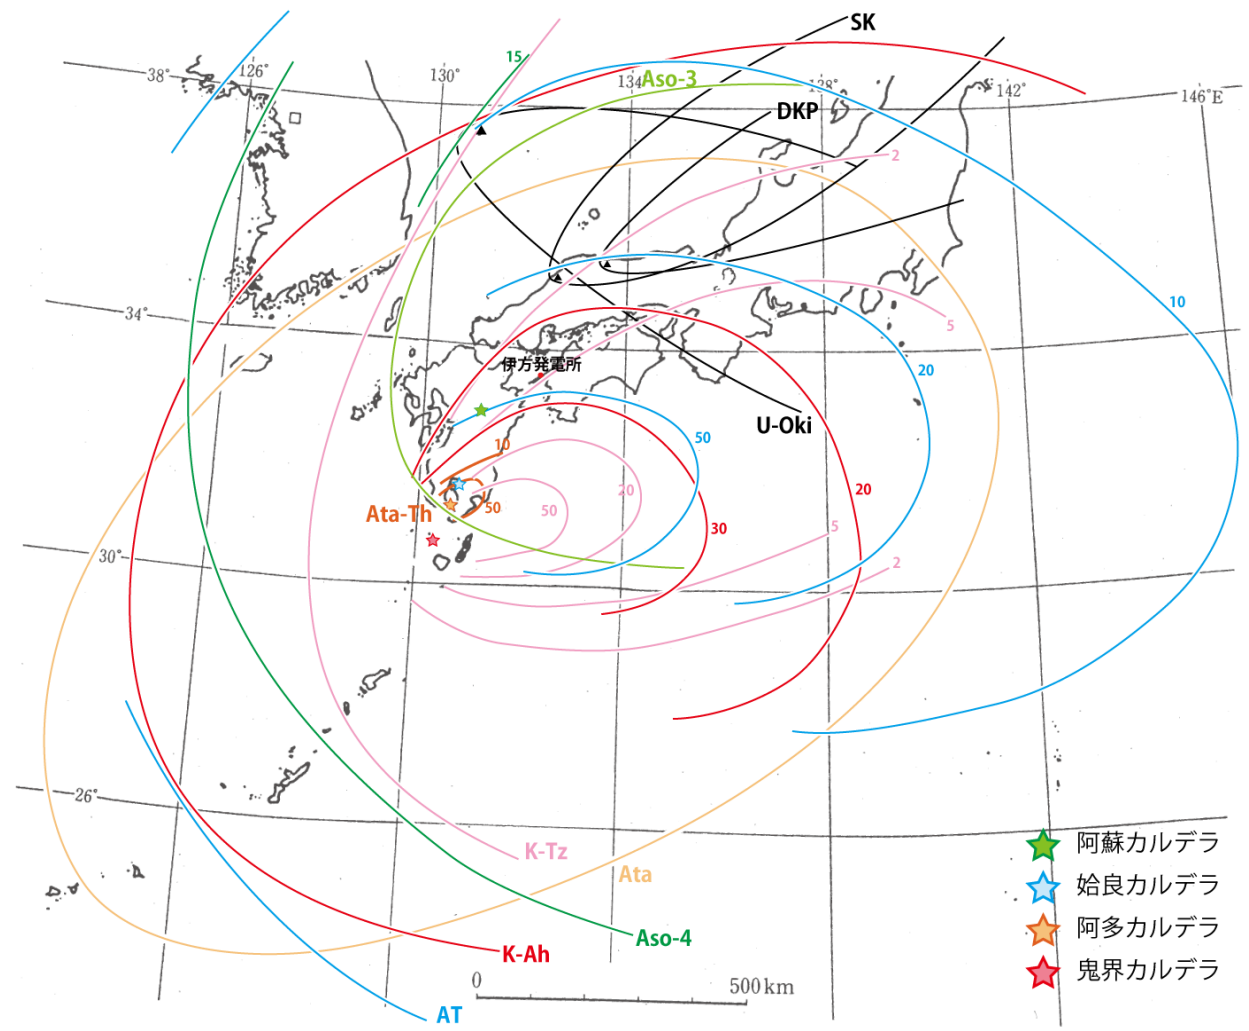 SK
15
38°
126°
130°
134°
Aso-3
138°
142°
146°E
DKP
2
10
34°
5
20
伊方発電所
U-Oki
50
10
20
20
50
50
Ata-Th
30
5
30°
2
26°
K-Tz
Ata
Aso-4
K-Ah
AT
0
500km
阿蘇カルデラ
姶良カルデラ
阿多カルデラ
鬼界カルデラ